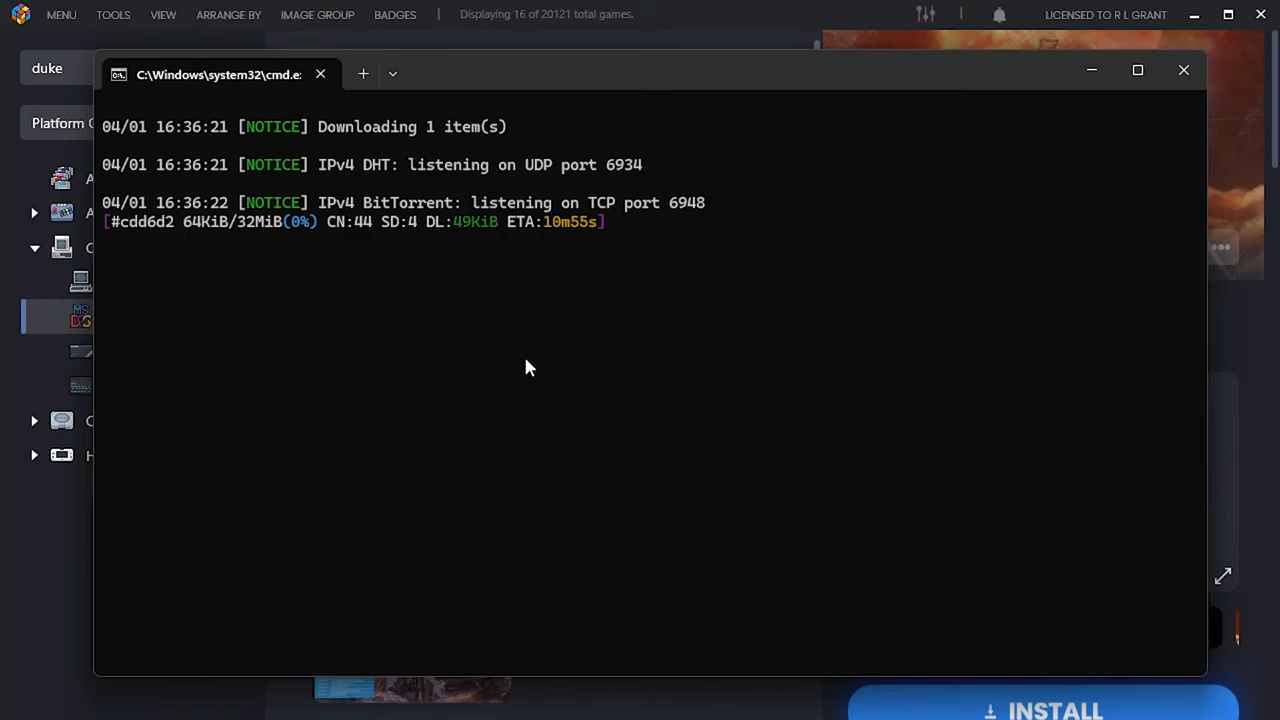 MENU TOOLS VIEW ARRANGE BY IMAGE GROUP BADGES Displaying 16 of 20121 total games. LICENSED TO R L GRANT
duke
C:\Windows\system32\cmd.e:
Platform C
04/01 16:36:21 [NOTICE] Downloading 1 item(s)
04/01 16:36:21 [NOTICE] IPv4 DHT: listening on UDP port 6934
04/01 16:36:22 [NOTICE] IPv4 BitTorrent: listening on TCP port 6948
[#cdd6d2 64KiB/32MiB(0%) CN:44 SD:4 DL:49KiB ETA:10m55s]
A
A
C
MS
DOS
C
H
INSTALL